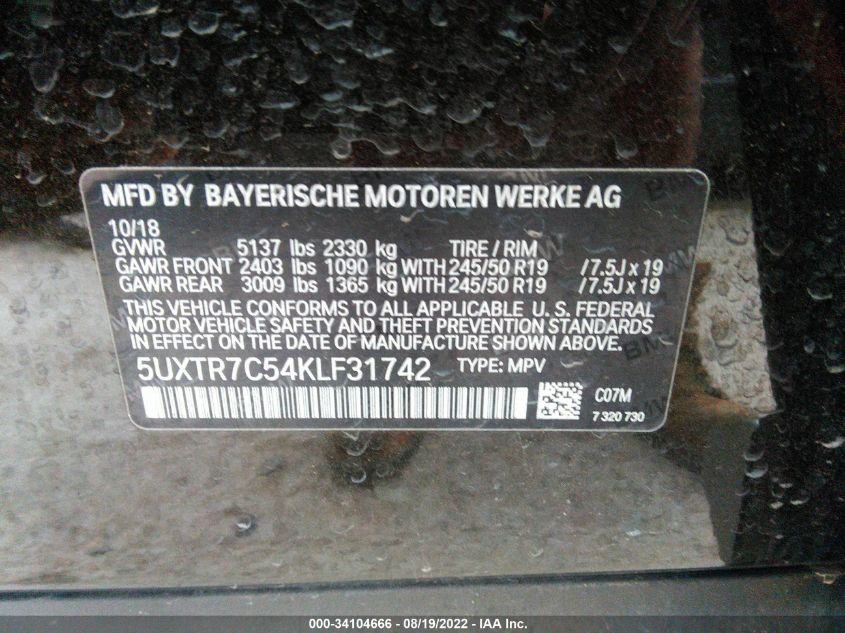 MFD BY BAYERISCHE MOTOREN WERKE AG
10/18
GVWR 5137 lbs 2330 kg TIRE / RIM
GAWR FRONT 2403 lbs 1090 kg WITH 245/50 R19 /7.5J x 19
GAWR REAR 3009 lbs 1365 kg WITH 245/50 R19 /7.5J x 19
THIS VEHICLE CONFORMS TO ALL APPLICABLE U. S. FEDERAL
MOTOR VEHICLE SAFETY AND THEFT PREVENTION STANDARDS
IN EFFECT ON THE DATE OF MANUFACTURE SHOWN ABOVE.
5UXTR7C54KLF31742 TYPE: MPV
C07M
7 320 730
000-34104666 - 08/19/2022 - IAA Inc.